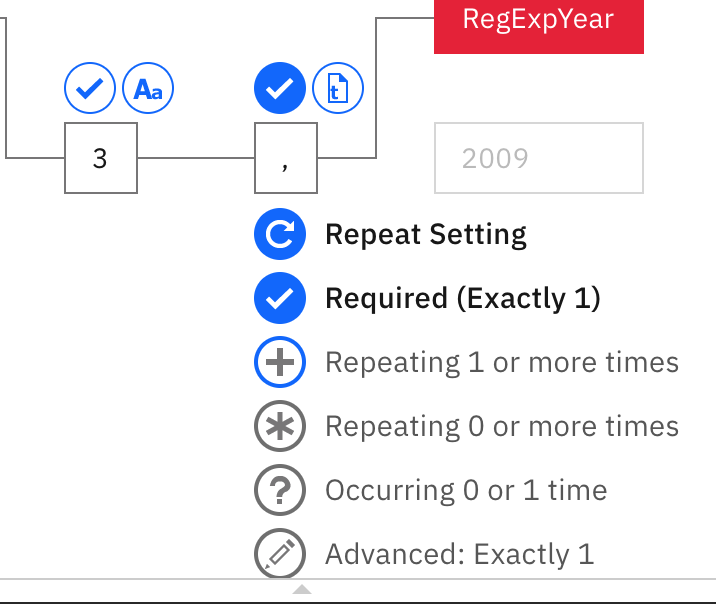 RegExpYear
Aa
t
3
,
2009
Repeat Setting
Required (Exactly 1)
Repeating 1 or more times
Repeating 0 or more times
?
Occurring 0 or 1 time
Advanced: Exactly 1